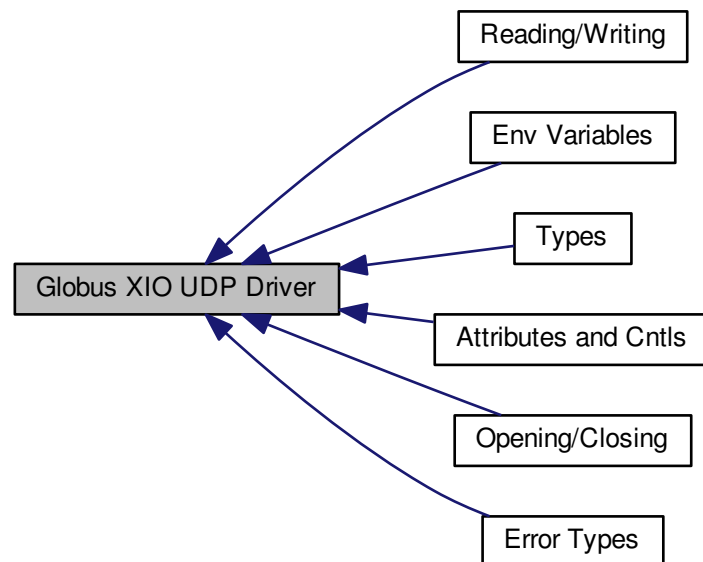 Reading/Writing
Env Variables
Types
Globus XIO UDP Driver
Attributes and Cntls
Opening/Closing
Error Types